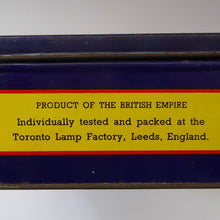 PRODUCT OF THE BRITISH EMPIRE
Individually tested and packed at the
Toronto Lamp Factory, Leeds, England.